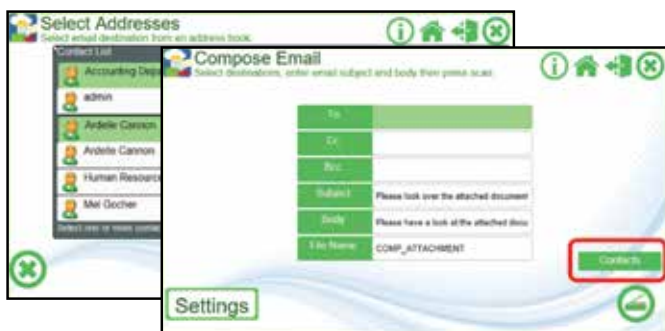 Select Addresses
Select email destination from an address book.
Contact List
Accounting Depa
admin
Ardelle Cannon
Ardelle Cannon
Human Resource
Mel Gocher
Compose Email
Select destinations, enter email subject and body then press scan.
To
Cc
Bcc
Subject
Please look over the attached document
Body
Please have a look at the attached docu
File Name
COMP_ATTACHMENT
Contacts
Settings